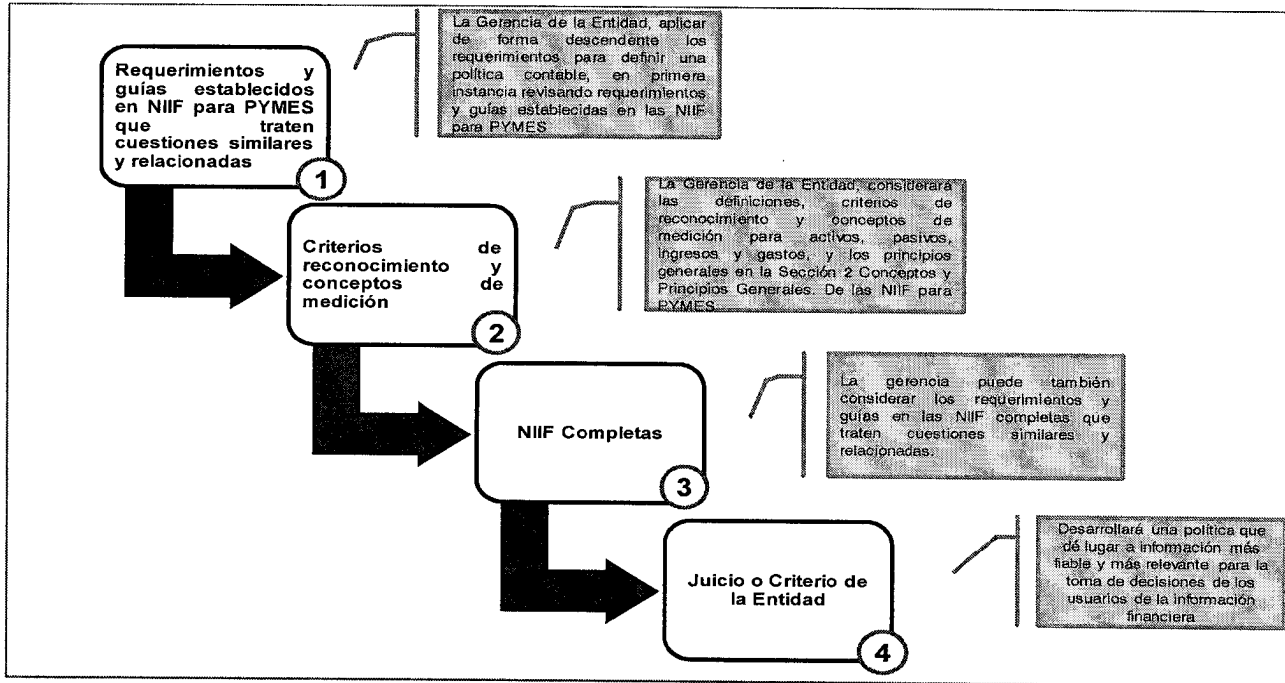 Requerimientos y
guías establecidos
en NIIF para PYMES
que traten
cuestiones similares
y relacionadas
1
La Gerencia de la Entidad, aplicar
de forma descendente los
requerimientos para definir una
política contable, en primera
instancia revisando requerimientos
y guías establecidas en las NIIF
para PYMES
Criterios de
reconocimiento y
conceptos de
medición
2
La Gerencia de la Entidad, considerará
las definiciones, criterios de
reconocimiento y conceptos de
medición para activos, pasivos,
ingresos y gastos, y los principios
generales en la Sección 2 Conceptos y
Principios Generales. De las NIIF para
PYMES
NIIF Completas
3
La gerencia puede también
considerar los requerimientos y
guías en las NIIF completas que
traten cuestiones similares y
relacionadas.
Juicio o Criterio de
la Entidad
4
Desarrollará una política que
dé lugar a información más
fiable y más relevante para la
toma de decisiones de los
usuarios de la información
financiera